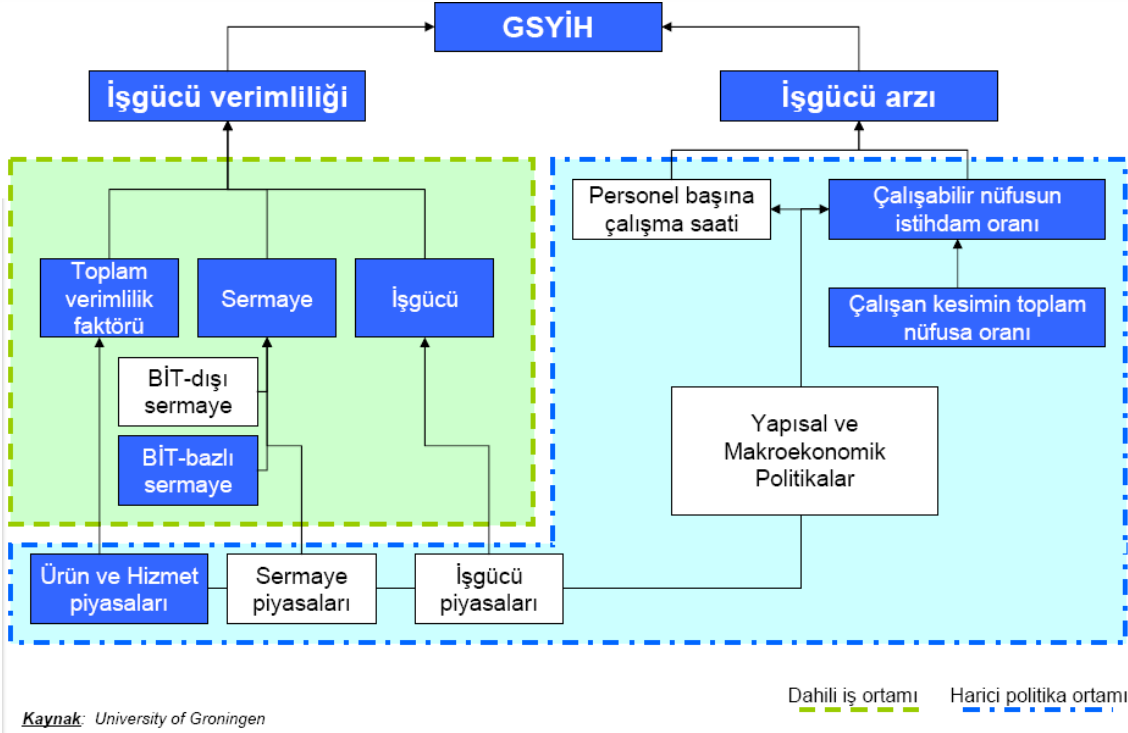 GSYİH
İşgücü verimliliği
İşgücü arzı
Personel başına
çalışma saati
Çalışabilir nüfusun
istihdam oranı
Toplam
verimlilik
faktörü
Sermaye
İşgücü
Çalışan kesimin toplam
nüfusa oranı
BİT-dışı
sermaye
BİT-bazlı
sermaye
Yapısal ve
Makroekonomik
Politikalar
Ürün ve Hizmet
piyasaları
Sermaye
piyasaları
İşgücü
piyasaları
Dahili iş ortamı
Harici politika ortamı
Kaynak: University of Groningen